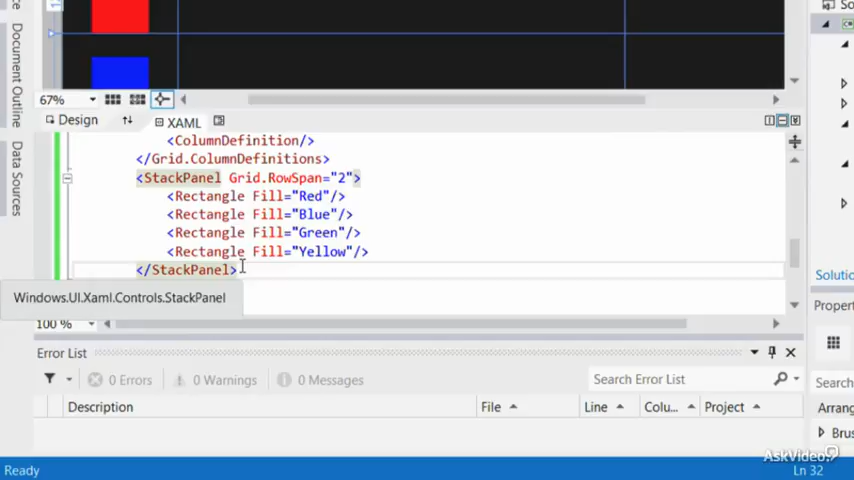 So
Document Outline
Data Sources
67%
Design
XAML
<ColumnDefinition/>
</Grid.ColumnDefinitions>
<StackPanel Grid.RowSpan="2">
<Rectangle Fill="Red"/>
<Rectangle Fill="Blue"/>
<Rectangle Fill="Green"/>
<Rectangle Fill="Yellow"/>
</StackPanel>
Windows.UI.Xaml.Controls.StackPanel
100 %
Solutio
Propert
Error List
0 Errors
0 Warnings
0 Messages
Search Error List
Search
Description
File
Line
Colu...
Project
Arrang
Brus
AskVideo
Ready
Ln 32